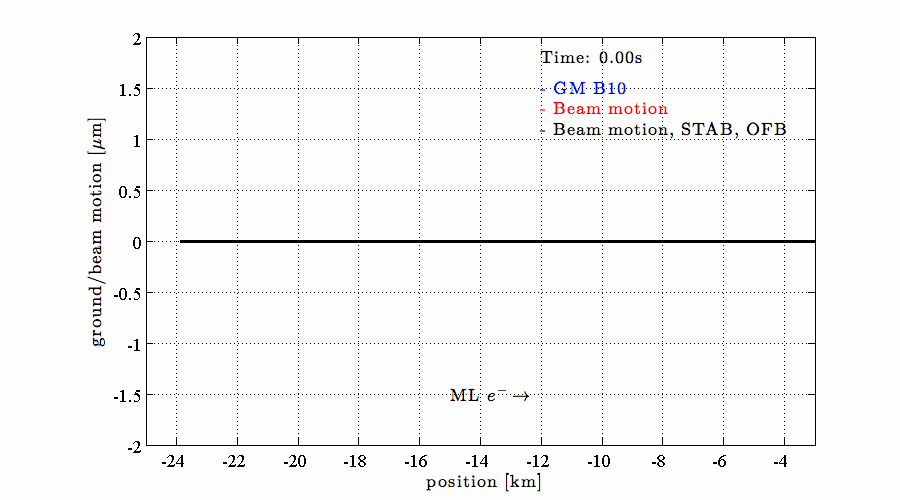 2
Time: 0.00s
1.5
- GM B10
- Beam motion
- Beam motion, STAB, OFB
1
0.5
ground/beam motion [μm]
0
-0.5
-1
-1.5
ML e⁻ →
-2
-24 -22 -20 -18 -16 -14 -12 -10 -8 -6 -4
position [km]